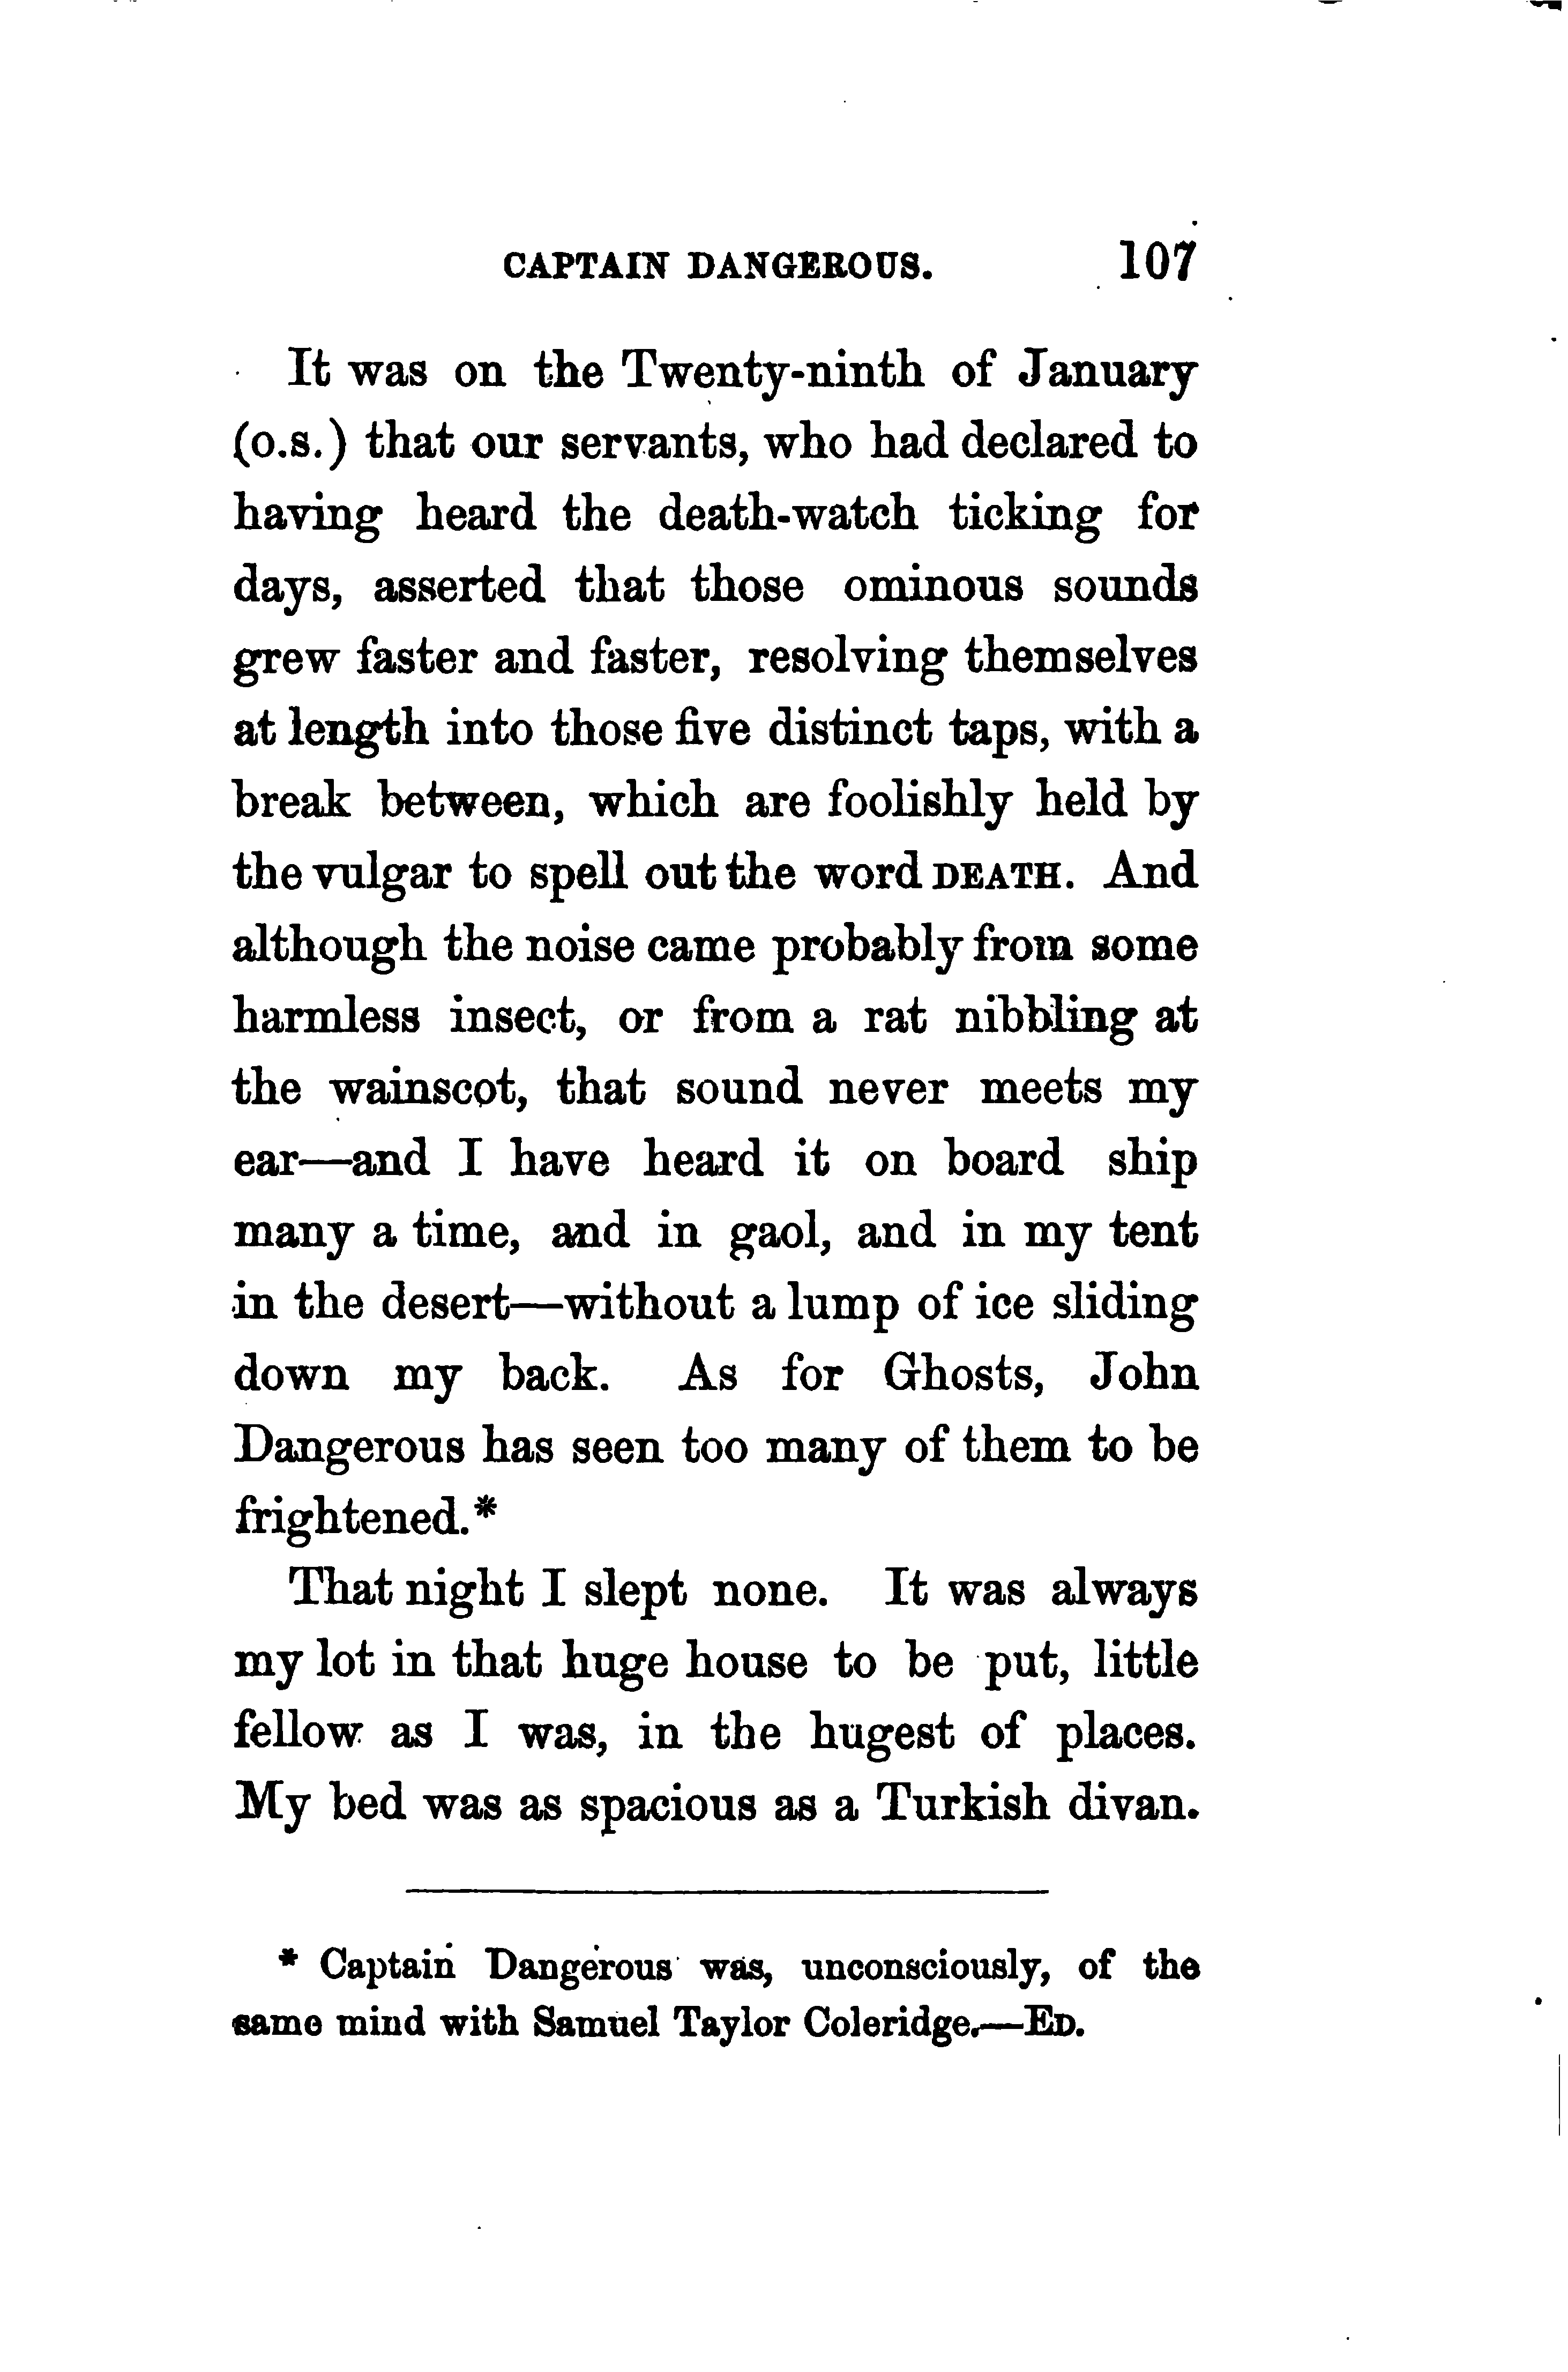 CAPTAIN DANGEROUS. 107
It was on the Twenty-ninth of January
(o.s.) that our servants, who had declared to
having heard the death-watch ticking for
days, asserted that those ominous sounds
grew faster and faster, resolving themselves
at length into those five distinct taps, with a
break between, which are foolishly held by
the vulgar to spell out the word DEATH. And
although the noise came probably from some
harmless insect, or from a rat nibbling at
the wainscot, that sound never meets my
ear—and I have heard it on board ship
many a time, and in gaol, and in my tent
in the desert—without a lump of ice sliding
down my back. As for Ghosts, John
Dangerous has seen too many of them to be
frightened.*
That night I slept none. It was always
my lot in that huge house to be put, little
fellow as I was, in the hugest of places.
My bed was as spacious as a Turkish divan.
* Captain Dangerous was, unconsciously, of the
same mind with Samuel Taylor Coleridge.—ED.